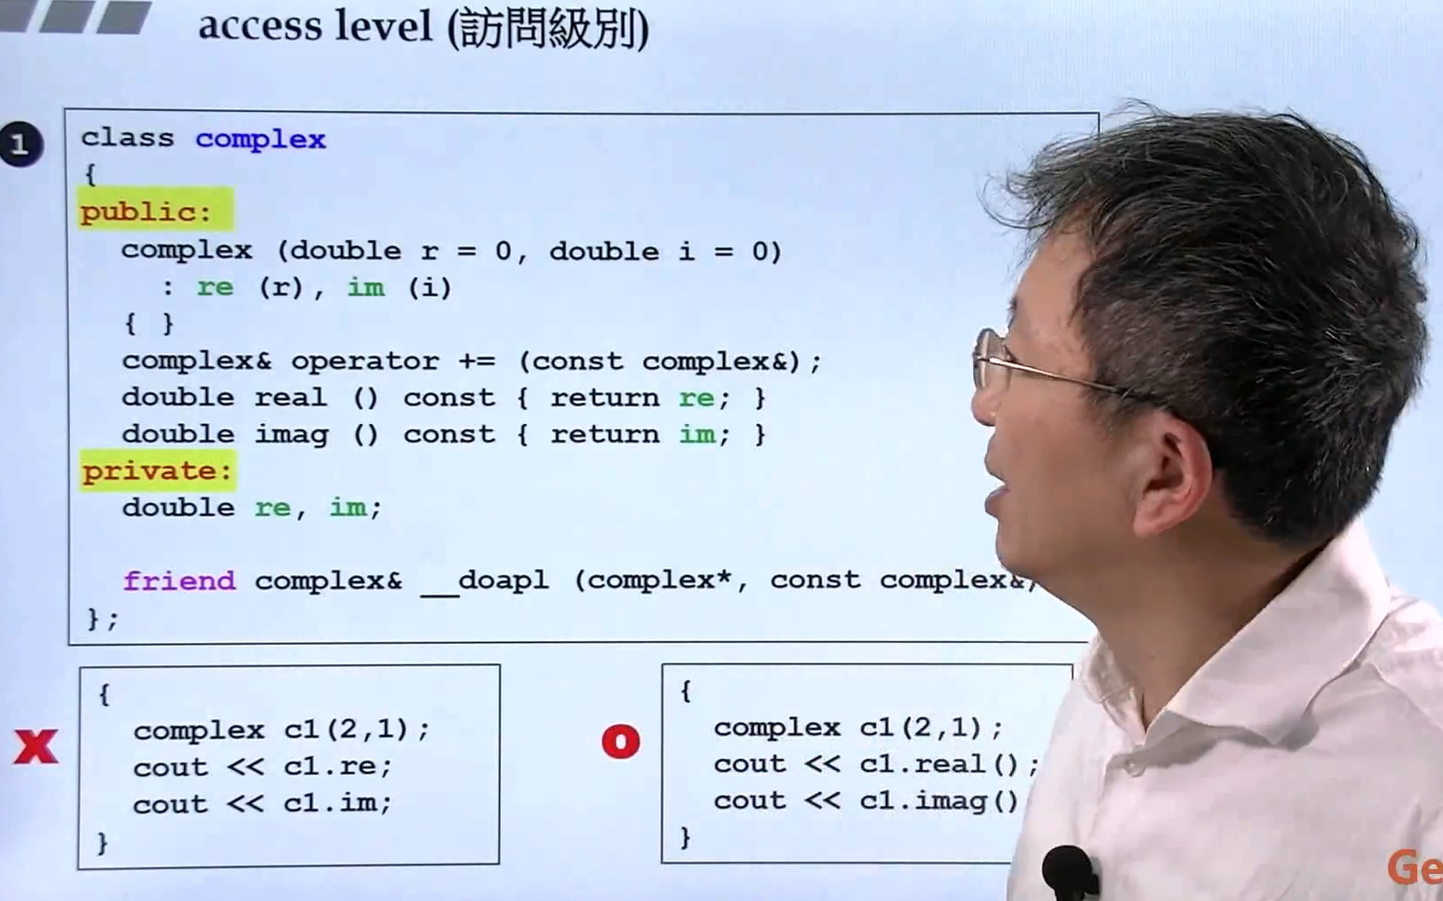 access level (訪問級別)
1
class complex
{
public:
complex (double r = 0, double i = 0)
: re (r), im (i)
{ }
complex& operator += (const complex&);
double real () const { return re; }
double imag () const { return im; }
private:
double re, im;
friend complex& __doapl (complex*, const complex&
};
X
{
complex c1(2,1);
cout << c1.re;
cout << c1.im;
}
O
{
complex c1(2,1);
cout << c1.real();
cout << c1.imag()
}
Ge